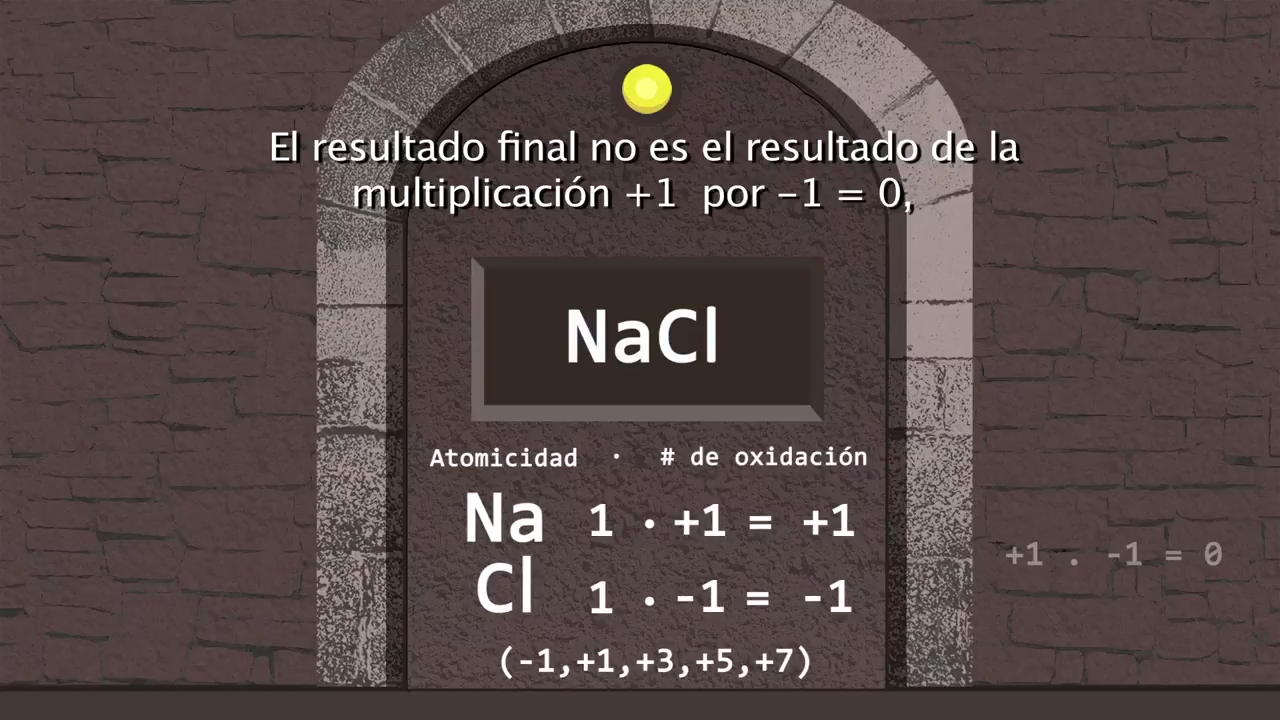 El resultado final no es el resultado de la
multiplicación +1 por -1 = 0,
NaCl
Atomicidad · # de oxidación
Na 1 · +1 = +1
+1 . -1 = 0
Cl 1 · -1 = -1
(-1,+1,+3,+5,+7)